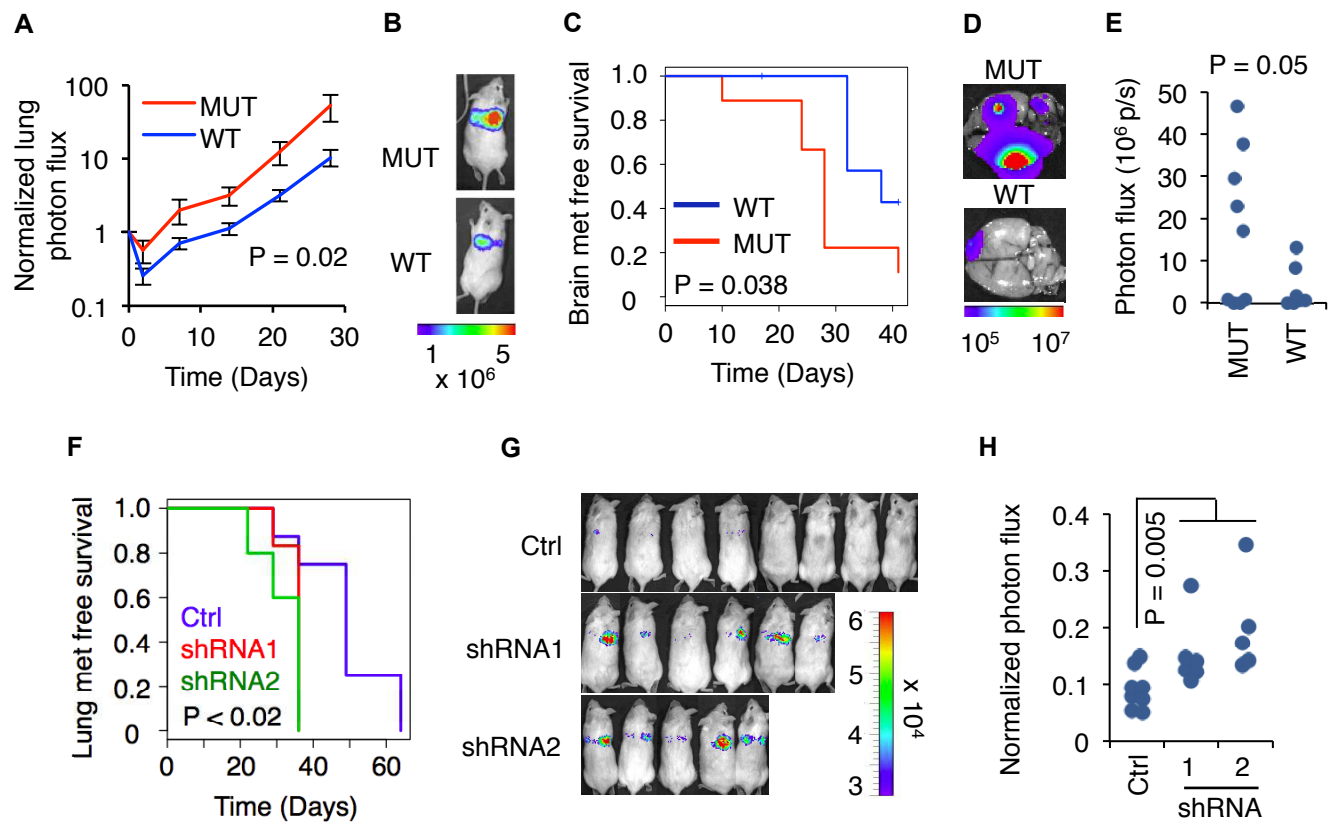 A
Normalized lung
photon flux
100
10
1
0.1
MUT
WT
P = 0.02
0
10
20
30
Time (Days)
B
MUT
WT
1
5
x 10⁶
C
Brain met free survival
1.0
0.8
0.6
0.4
0.2
0
WT
MUT
P = 0.038
0
10
20
30
40
Time (Days)
D
MUT
WT
10⁵
10⁷
E
P = 0.05
Photon flux (10⁶ p/s)
50
40
30
20
10
0
MUT
WT
F
Lung met free survival
1.0
0.8
0.6
0.4
0.2
0
Ctrl
shRNA1
shRNA2
P < 0.02
0
20
40
60
Time (Days)
G
Ctrl
shRNA1
shRNA2
6
5
4
3
x 10⁴
H
Normalized photon flux
0.4
0.3
0.2
0.1
0
P = 0.005
Ctrl
1
2
shRNA